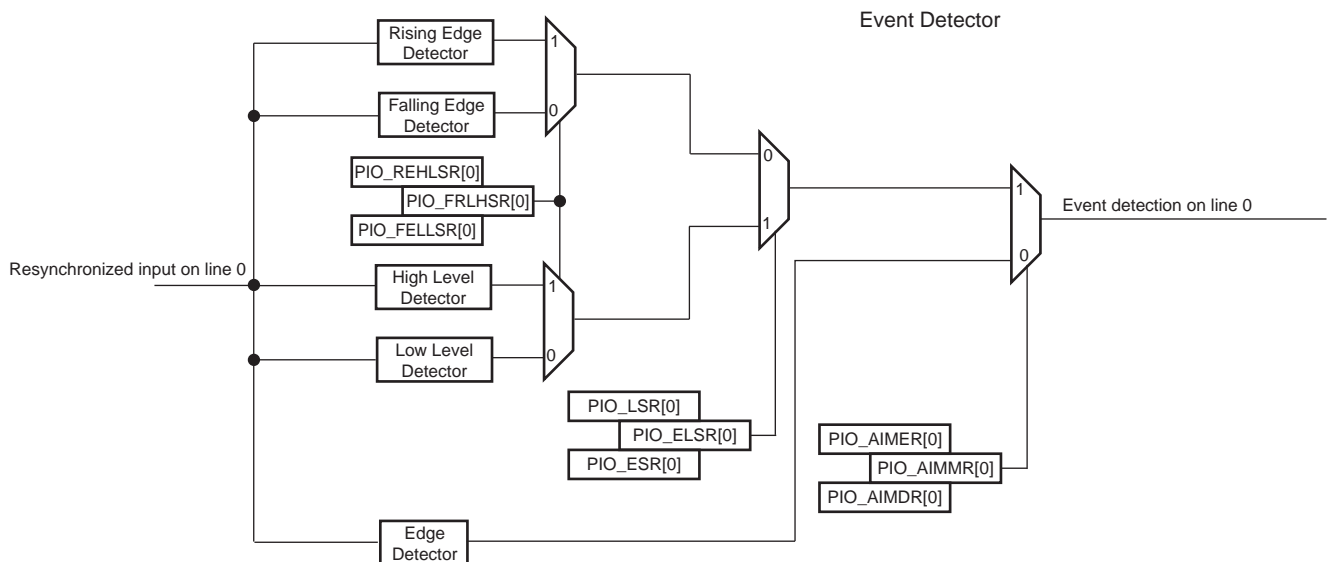 Event Detector
Rising Edge
Detector
1
Falling Edge
Detector
0
PIO_REHLSR[0]
PIO_FRLHSR[0]
PIO_FELLSR[0]
0
1
1
0
Event detection on line 0
Resynchronized input on line 0
High Level
Detector
1
Low Level
Detector
0
PIO_LSR[0]
PIO_ELSR[0]
PIO_ESR[0]
PIO_AIMER[0]
PIO_AIMMR[0]
PIO_AIMDR[0]
Edge
Detector